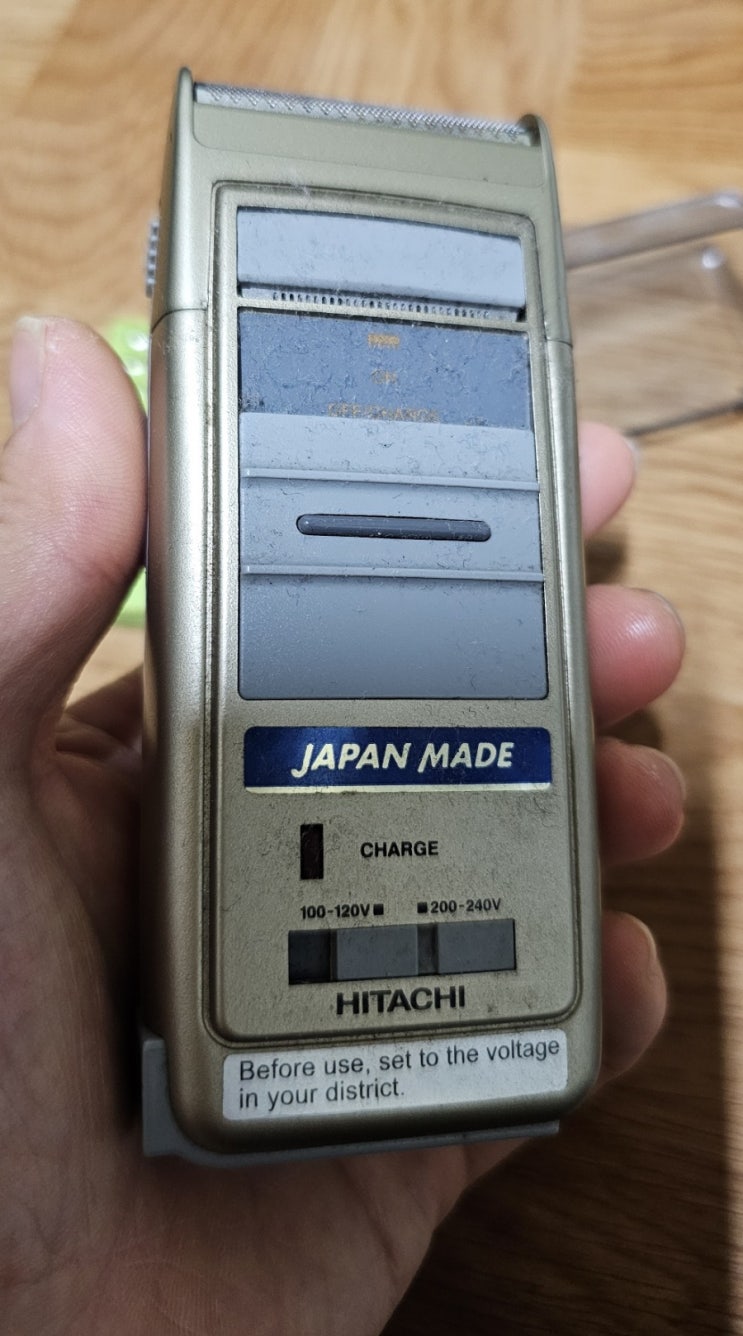 JAPAN MADE
CHARGE
100-120V■ ■200-240V
HITACHI
Before use, set to the voltage
in your district.